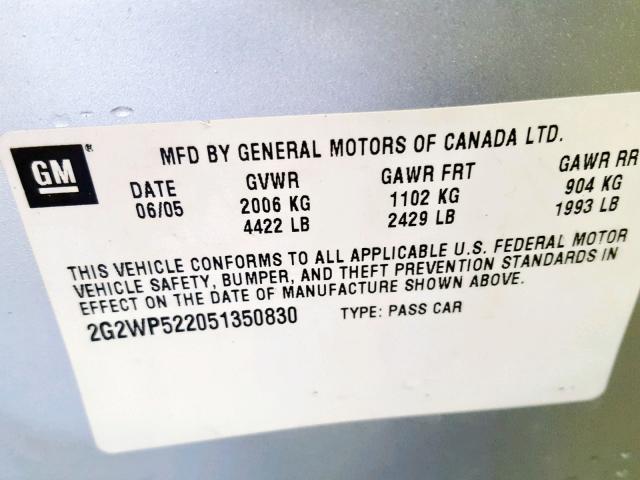 GM®
MFD BY GENERAL MOTORS OF CANADA LTD.
DATE GVWR GAWR FRT GAWR RR
06/05 2006 KG 1102 KG 904 KG
4422 LB 2429 LB 1993 LB
THIS VEHICLE CONFORMS TO ALL APPLICABLE U.S. FEDERAL MOTOR
VEHICLE SAFETY, BUMPER, AND THEFT PREVENTION STANDARDS IN
EFFECT ON THE DATE OF MANUFACTURE SHOWN ABOVE.
2G2WP522051350830 TYPE: PASS CAR